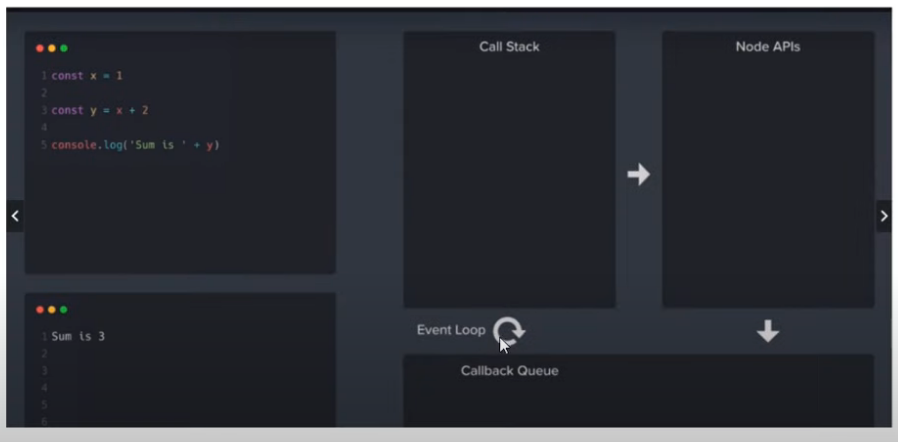 1 const x = 1
2
3 const y = x + 2
4
5 console.log('Sum is ' + y)
Call Stack
Node APIs
1 Sum is 3
2
3
4
5
6
Event Loop
Callback Queue